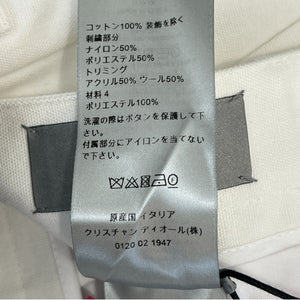 コットン100% 装飾を除く
刺繍部分
ナイロン50%
ポリエステル50%
トリミング
アクリル50% ウール50%
材料4
ポリエステル100%
洗濯の際はボタンを保護して下さい。
付属部分にアイロンを当てないで下さい。
原産国 イタリア
クリスチャン ディオール(株)
0120 02 1947